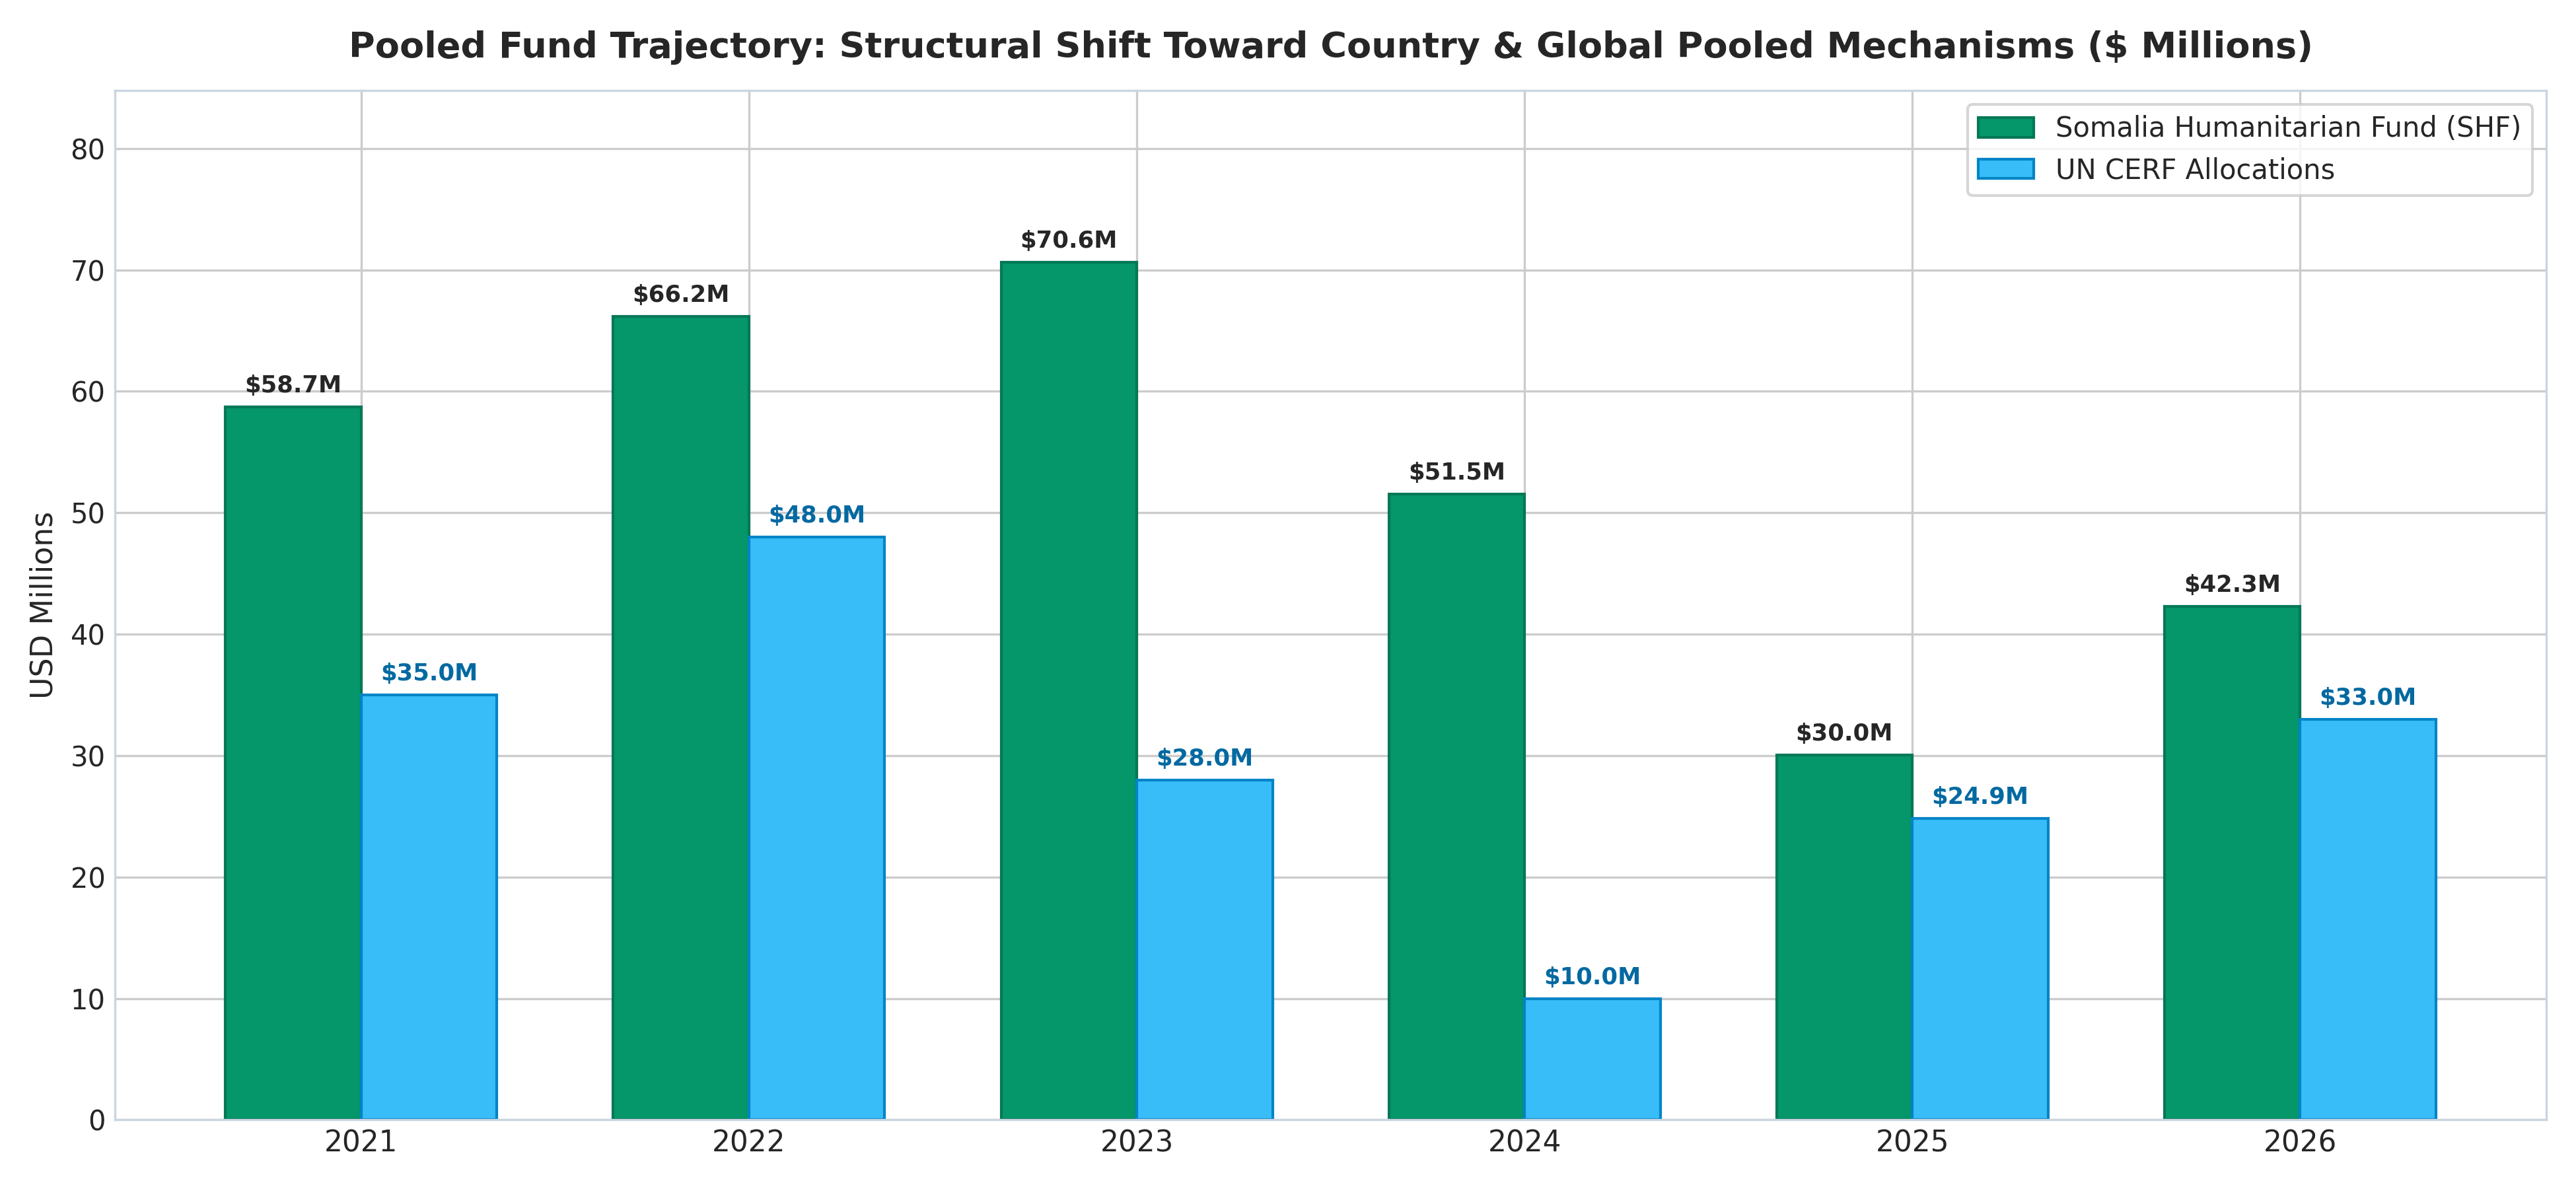 Pooled Fund Trajectory: Structural Shift Toward Country & Global Pooled Mechanisms ($ Millions)
Somalia Humanitarian Fund (SHF)
UN CERF Allocations
USD Millions
80
70
60
50
40
30
20
10
0
$58.7M
$35.0M
$66.2M
$48.0M
$70.6M
$28.0M
$51.5M
$10.0M
$30.0M
$24.9M
$42.3M
$33.0M
2021
2022
2023
2024
2025
2026